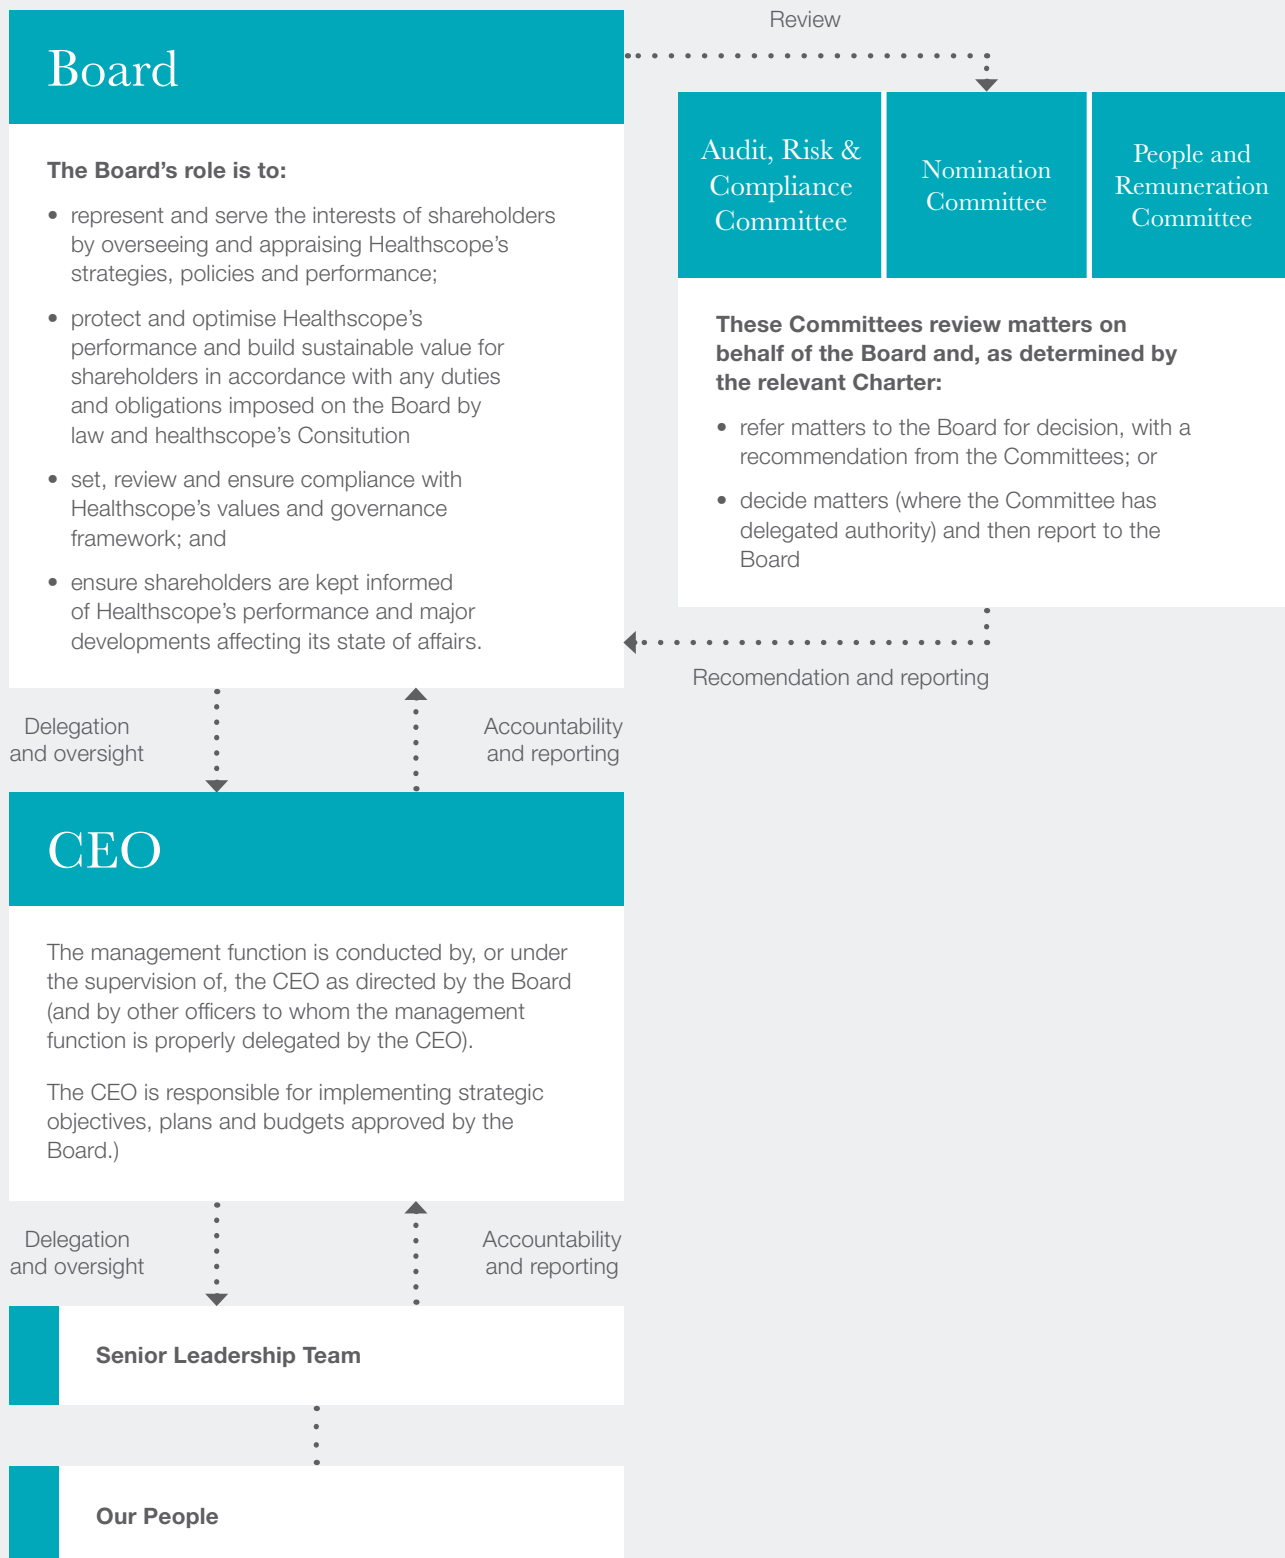 Board
The Board’s role is to:
• represent and serve the interests of shareholders
by overseeing and appraising Healthscope’s
strategies, policies and performance;
• protect and optimise Healthscope’s
performance and build sustainable value for
shareholders in accordance with any duties
and obligations imposed on the Board by
law and healthscope’s Consitution
• set, review and ensure compliance with
Healthscope’s values and governance
framework; and
• ensure shareholders are kept informed
of Healthscope’s performance and major
developments affecting its state of affairs.
Review
Audit, Risk &
Compliance
Committee
Nomination
Committee
People and
Remuneration
Committee
These Committees review matters on
behalf of the Board and, as determined by
the relevant Charter:
• refer matters to the Board for decision, with a
recommendation from the Committees; or
• decide matters (where the Committee has
delegated authority) and then report to the
Board
Recomendation and reporting
Delegation
and oversight
Accountability
and reporting
CEO
The management function is conducted by, or under
the supervision of, the CEO as directed by the Board
(and by other officers to whom the management
function is properly delegated by the CEO).
The CEO is responsible for implementing strategic
objectives, plans and budgets approved by the
Board.)
Delegation
and oversight
Accountability
and reporting
Senior Leadership Team
Our People